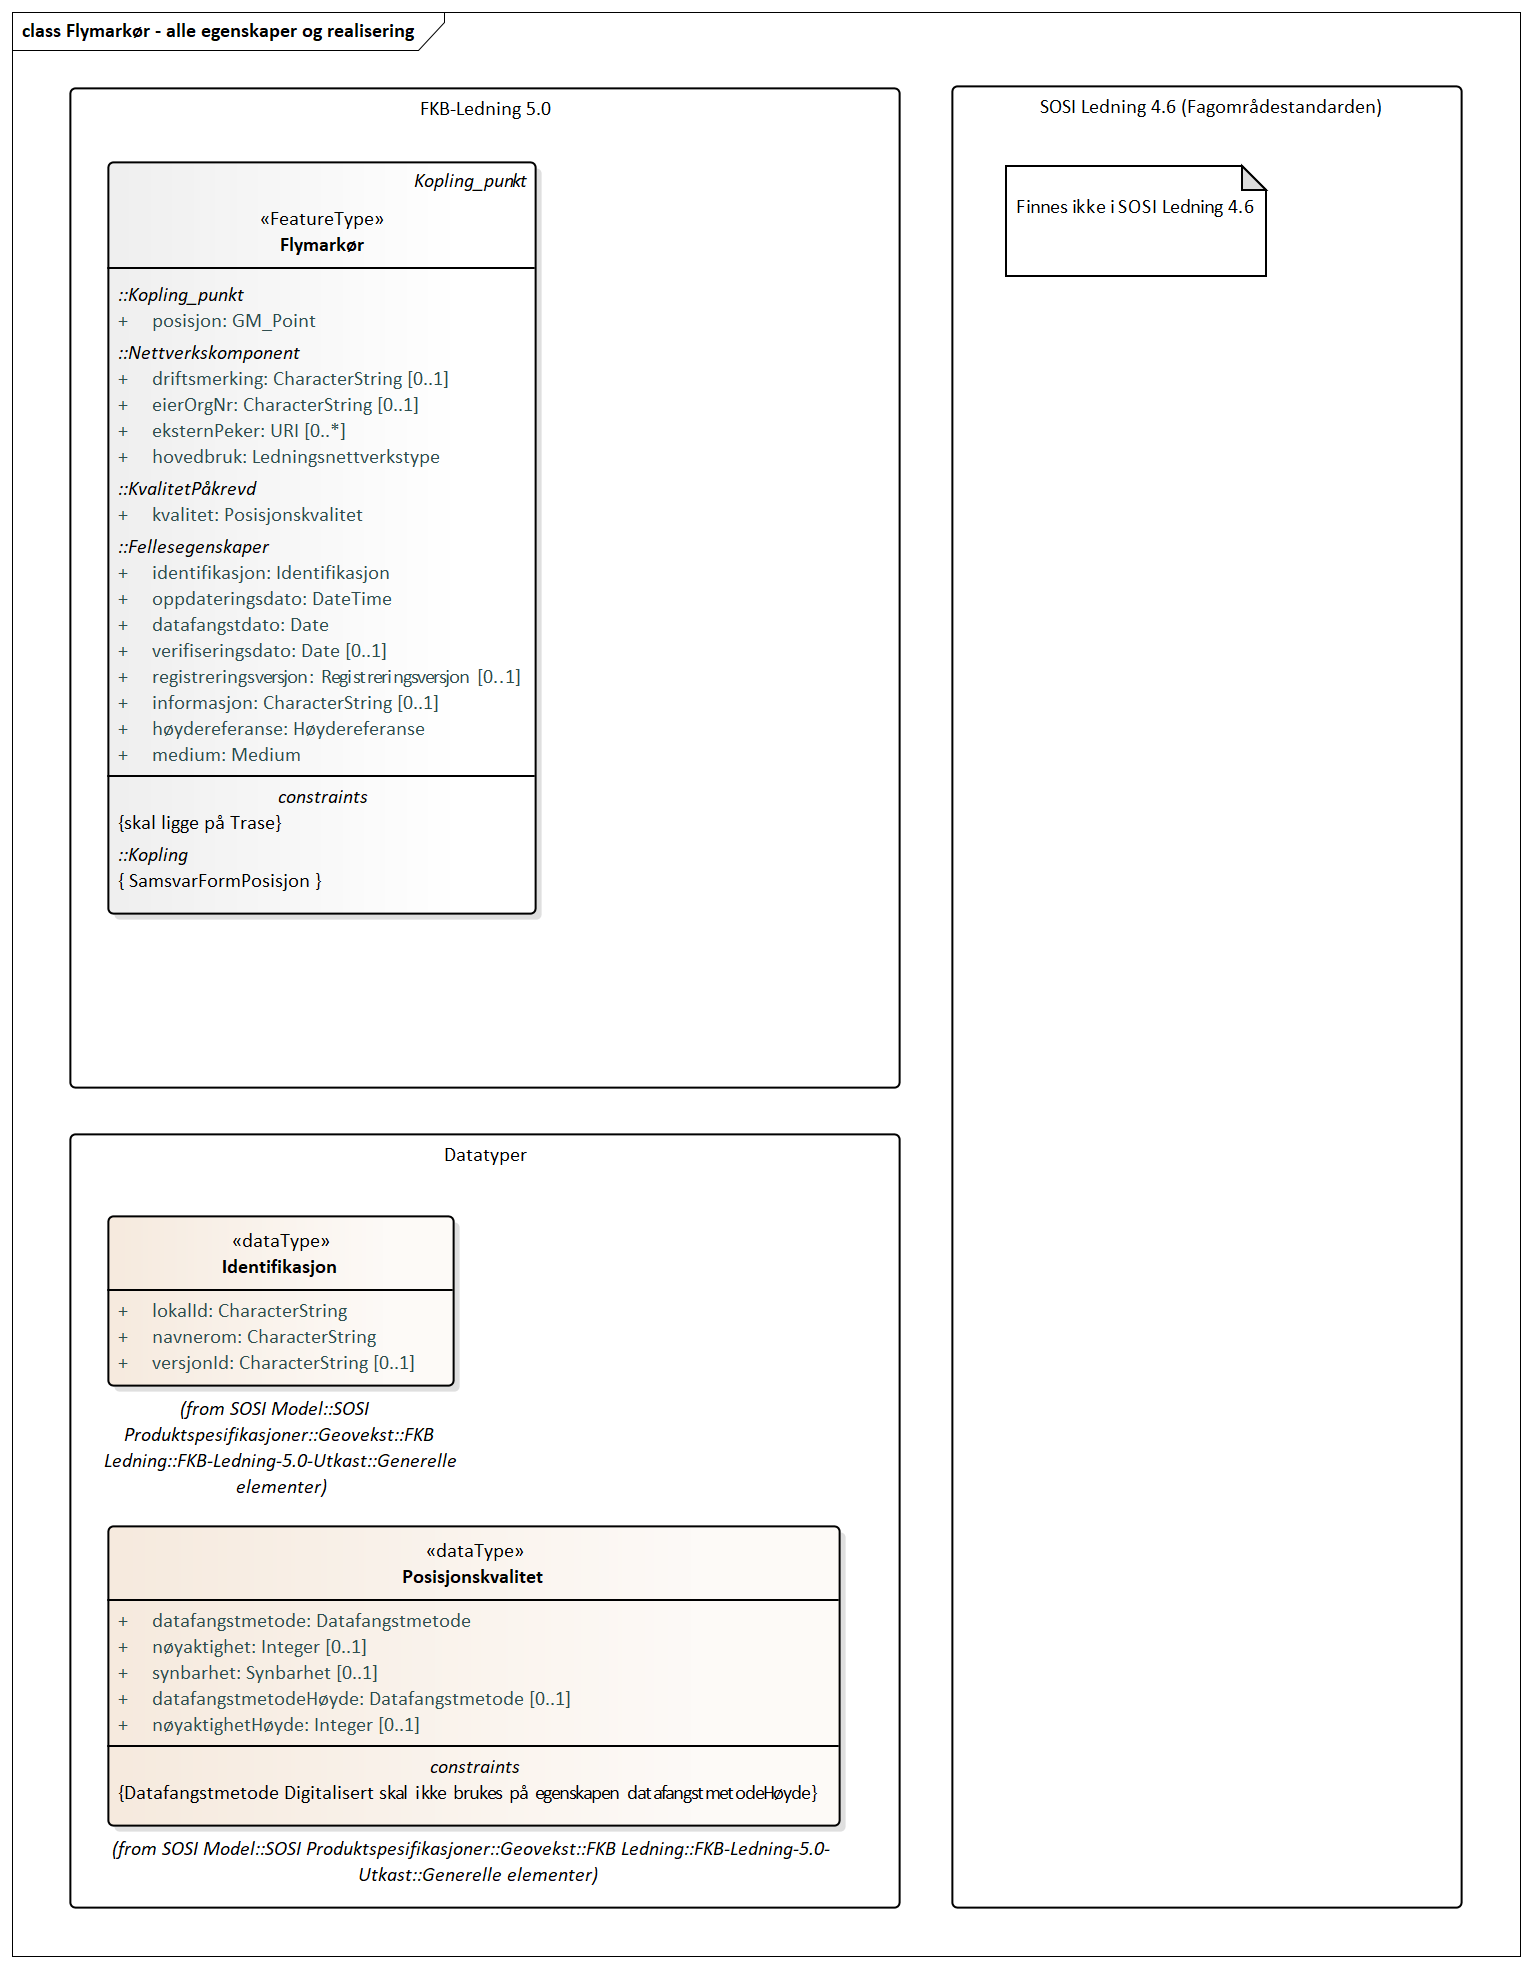 class Flymarkør - alle egenskaper og realisering
FKB-Ledning 5.0
Kopling_punkt
«FeatureType»
Flymarkør
::Kopling_punkt
+ posisjon: GM_Point
::Nettverkskomponent
+ driftsmerking: CharacterString [0..1]
+ eierOrgNr: CharacterString [0..1]
+ eksternPeker: URI [0..*]
+ hovedbruk: Ledningsnettverkstype
::KvalitetPåkrevd
+ kvalitet: Posisjonskvalitet
::Fellesegenskaper
+ identifikasjon: Identifikasjon
+ oppdateringsdato: DateTime
+ datafangstdato: Date
+ verifiseringsdato: Date [0..1]
+ registreringsversjon: Registreringsversjon [0..1]
+ informasjon: CharacterString [0..1]
+ høydereferanse: Høydereferanse
+ medium: Medium
constraints
{skal ligge på Trase}
::Kopling
{ SamsvarFormPosisjon }
SOSI Ledning 4.6 (Fagområdestandarden)
Finnes ikke i SOSI Ledning 4.6
Datatyper
«dataType»
Identifikasjon
+ lokalId: CharacterString
+ navnerom: CharacterString
+ versjonId: CharacterString [0..1]
(from SOSI Model::SOSI
Produktspesifikasjoner::Geovekst::FKB
Ledning::FKB-Ledning-5.0-Utkast::Generelle
elementer)
«dataType»
Posisjonskvalitet
+ datafangstmetode: Datafangstmetode
+ nøyaktighet: Integer [0..1]
+ synbarhet: Synbarhet [0..1]
+ datafangstmetodeHøyde: Datafangstmetode [0..1]
+ nøyaktighetHøyde: Integer [0..1]
constraints
{Datafangstmetode Digitalisert skal ikke brukes på egenskapen datafangstmetodeHøyde}
(from SOSI Model::SOSI Produktspesifikasjoner::Geovekst::FKB Ledning::FKB-Ledning-5.0-
Utkast::Generelle elementer)